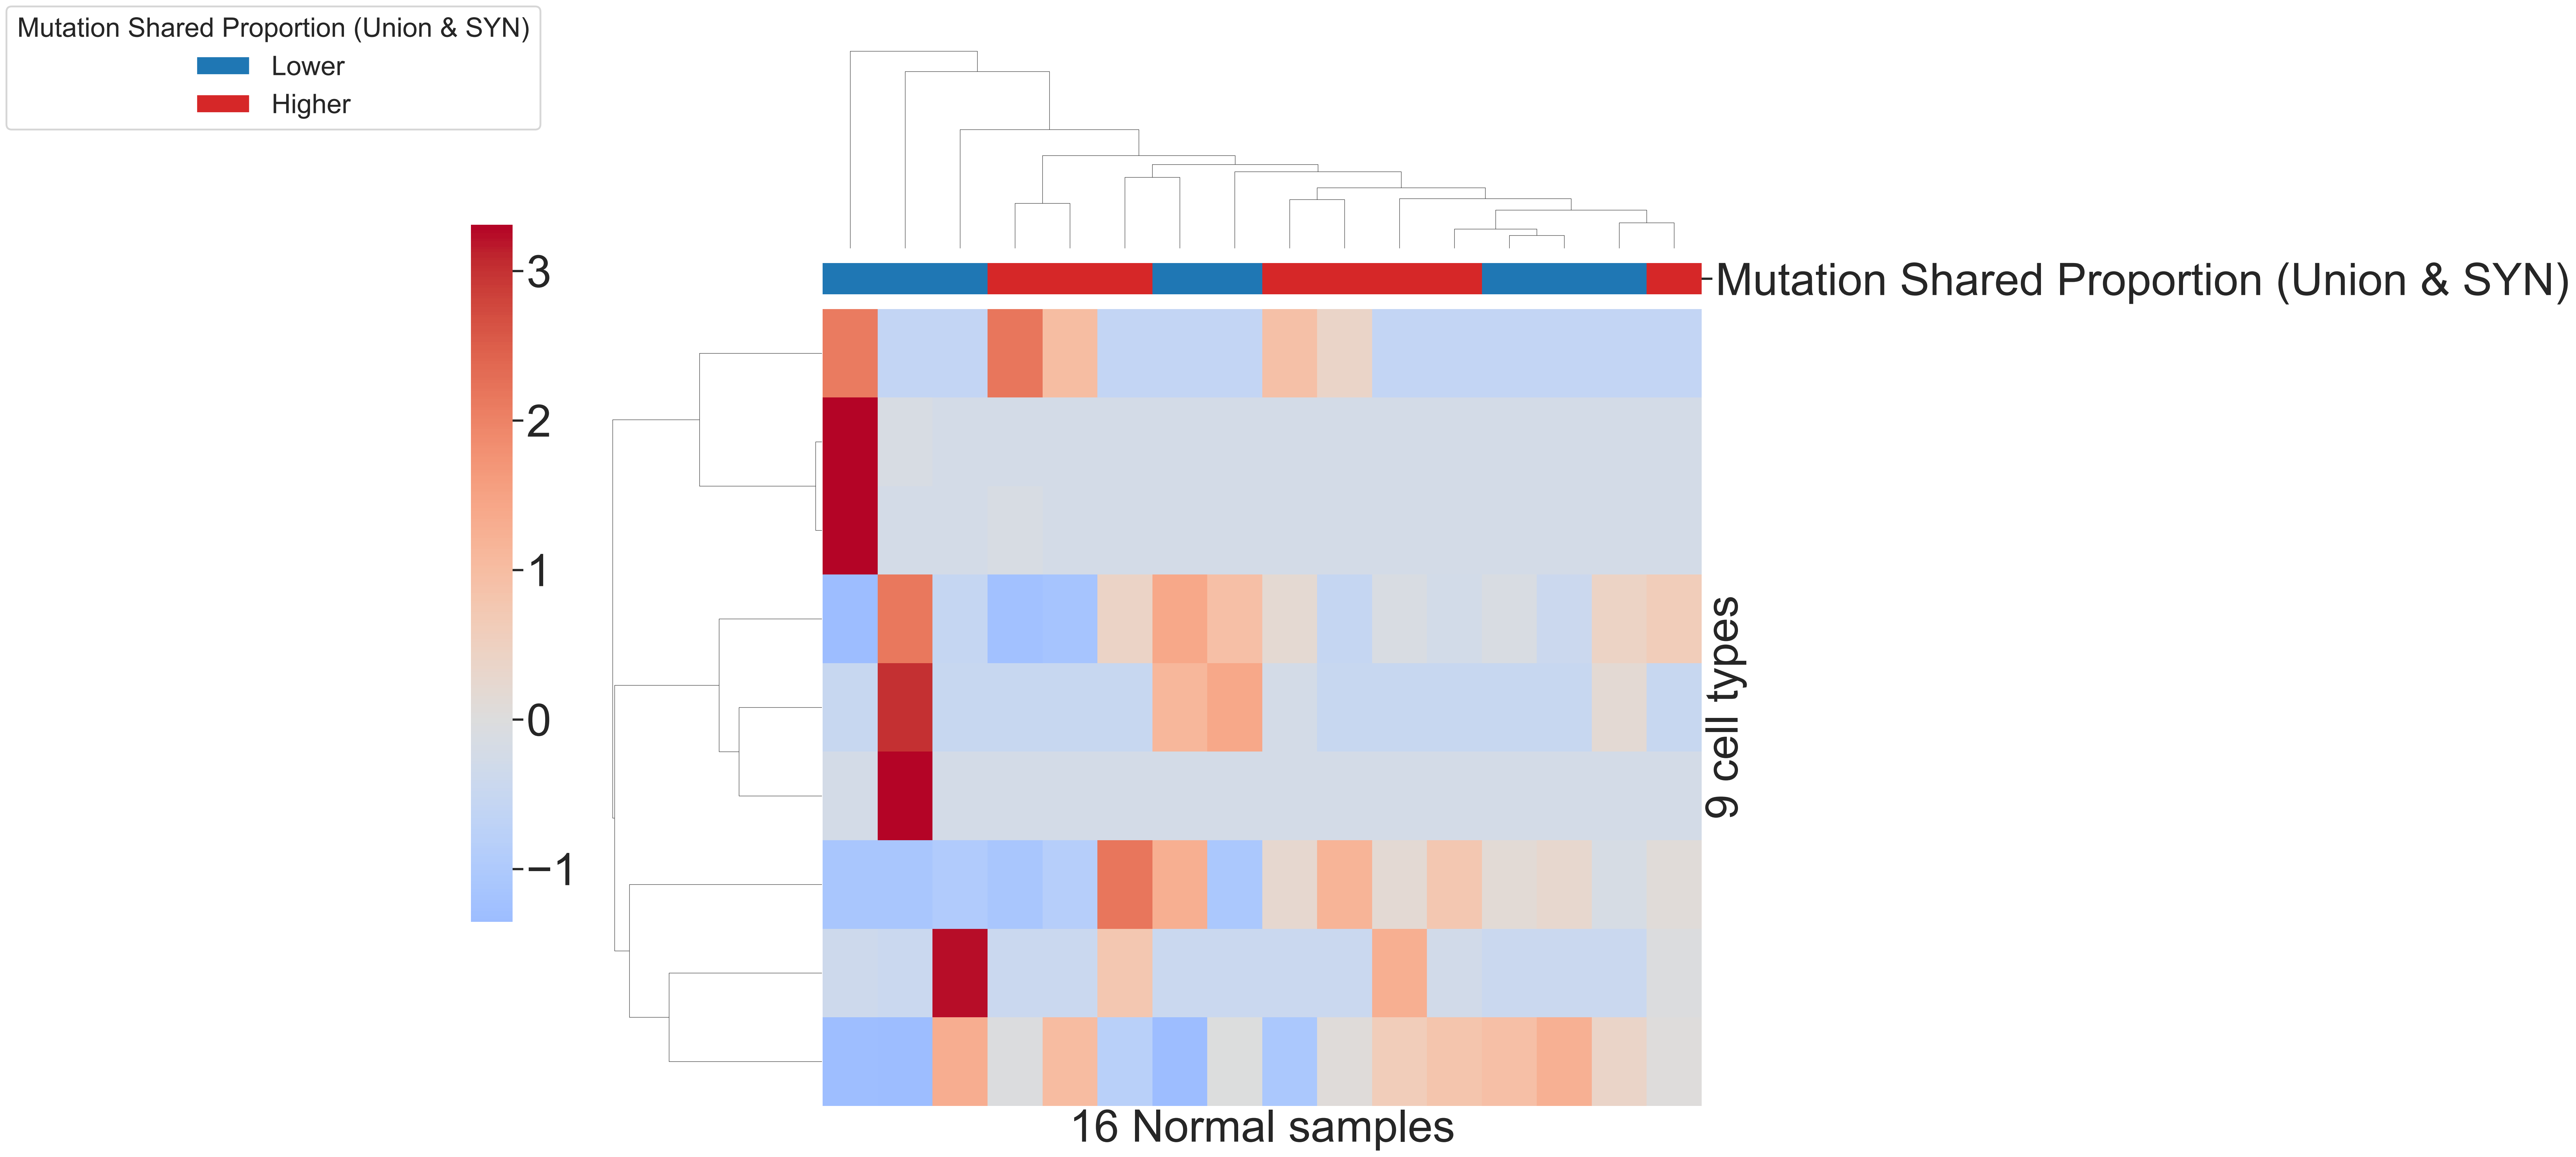 Mutation Shared Proportion (Union & SYN)
Lower
Higher
3
2
1
0
−1
Mutation Shared Proportion (Union & SYN)
9 cell types
16 Normal samples